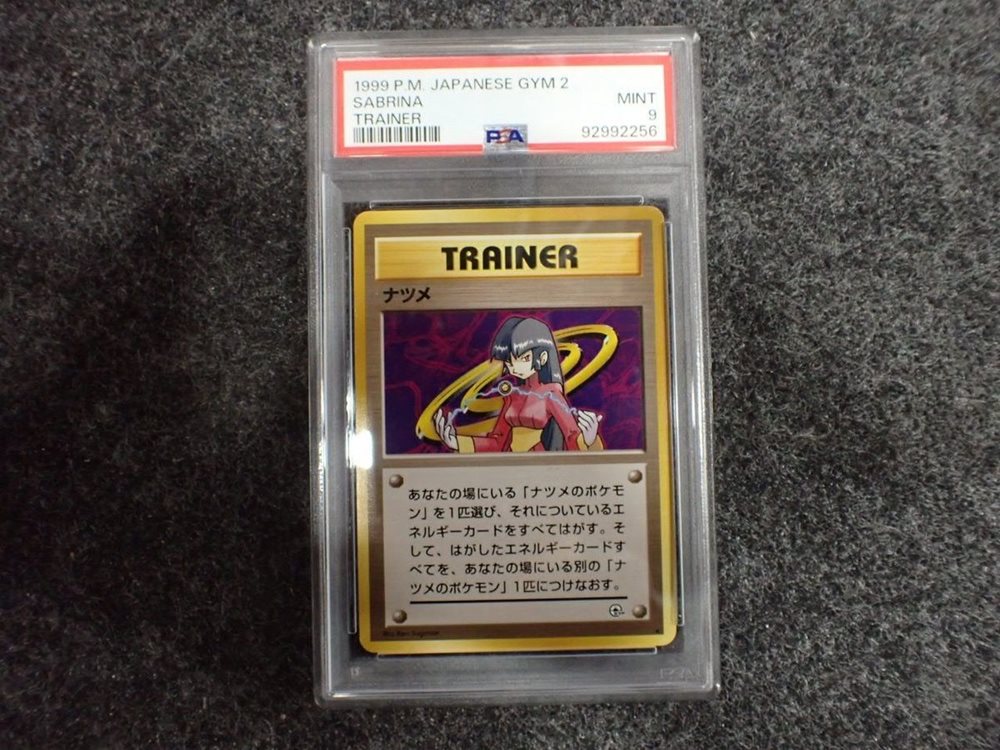 1999 P.M. JAPANESE GYM 2
SABRINA MINT
TRAINER 9
PSA 92992256
TRAINER
ナツメ
あなたの場にいる「ナツメのポケモ
ン」を1匹選び、それについているエ
ネルギーカードをすべてはがす。そ
して、はがしたエネルギーカードす
べてを、あなたの場にいる別の「ナ
ツメのポケモン」1匹につけなおす。
Illus. Ken Sugimori